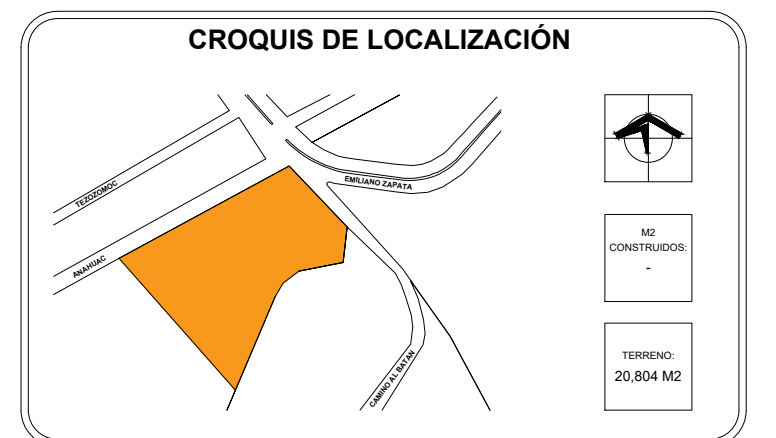 CROQUIS DE LOCALIZACIÓN
TEZOZOMOC
EMILIANO ZAPATA
ANAHUAC
CAMINO AL BATAN
M2
CONSTRUIDOS:
-
TERRENO:
20,804 M2